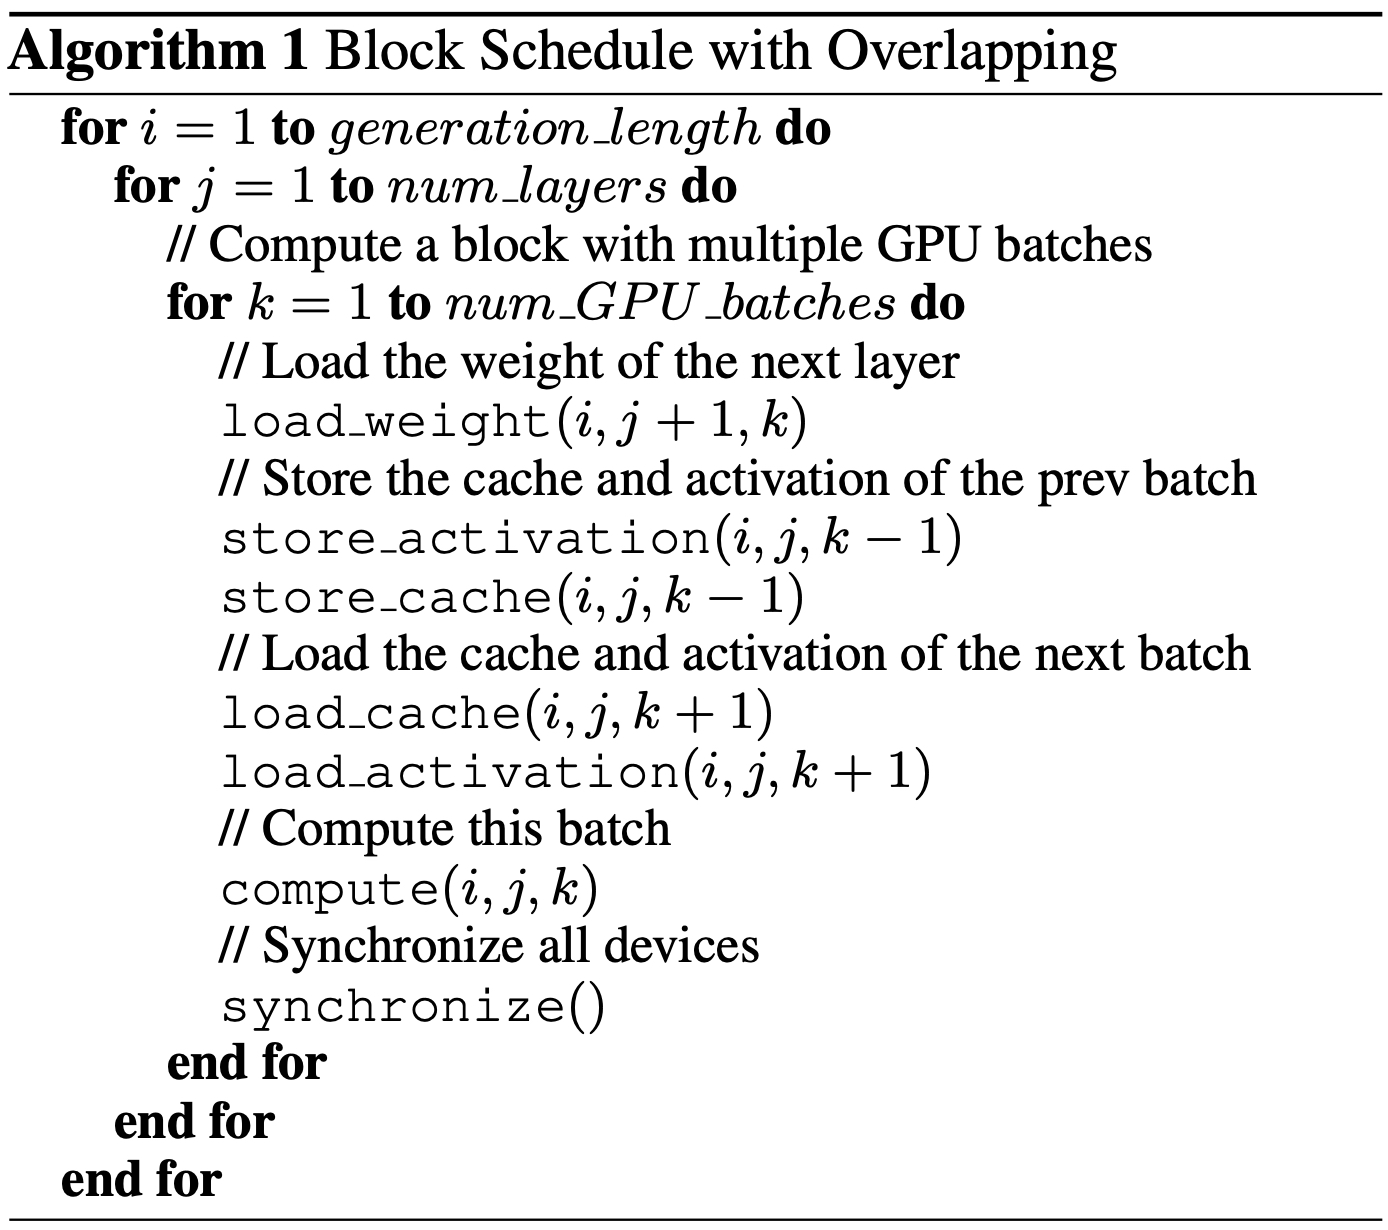 Algorithm 1 Block Schedule with Overlapping
for i = 1 to generation_length do
for j = 1 to num_layers do
// Compute a block with multiple GPU batches
for k = 1 to num_GPU_batches do
// Load the weight of the next layer
load_weight(i, j + 1, k)
// Store the cache and activation of the prev batch
store_activation(i, j, k − 1)
store_cache(i, j, k − 1)
// Load the cache and activation of the next batch
load_cache(i, j, k + 1)
load_activation(i, j, k + 1)
// Compute this batch
compute(i, j, k)
// Synchronize all devices
synchronize()
end for
end for
end for